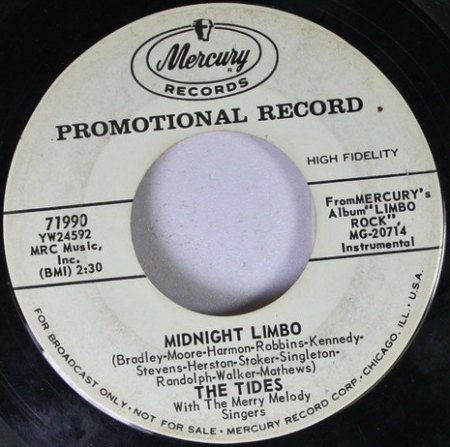 Mercury
RECORDS
PROMOTIONAL RECORD
HIGH FIDELITY
71990
YW24592
MRC Music,
Inc.
(BMI) 2:30
From MERCURY's
Album "LIMBO
ROCK"
MG-20714
Instrumental
MIDNIGHT LIMBO
(Bradley-Moore-Harmon-Robbins-Kennedy-
Stevens-Herston-Stoker-Singleton-
Randolph-Walker-Mathews)
THE TIDES
With The Merry Melody
Singers
FOR BROADCAST ONLY • NOT FOR SALE • MERCURY RECORD CORP. CHICAGO, ILL. • U.S.A.